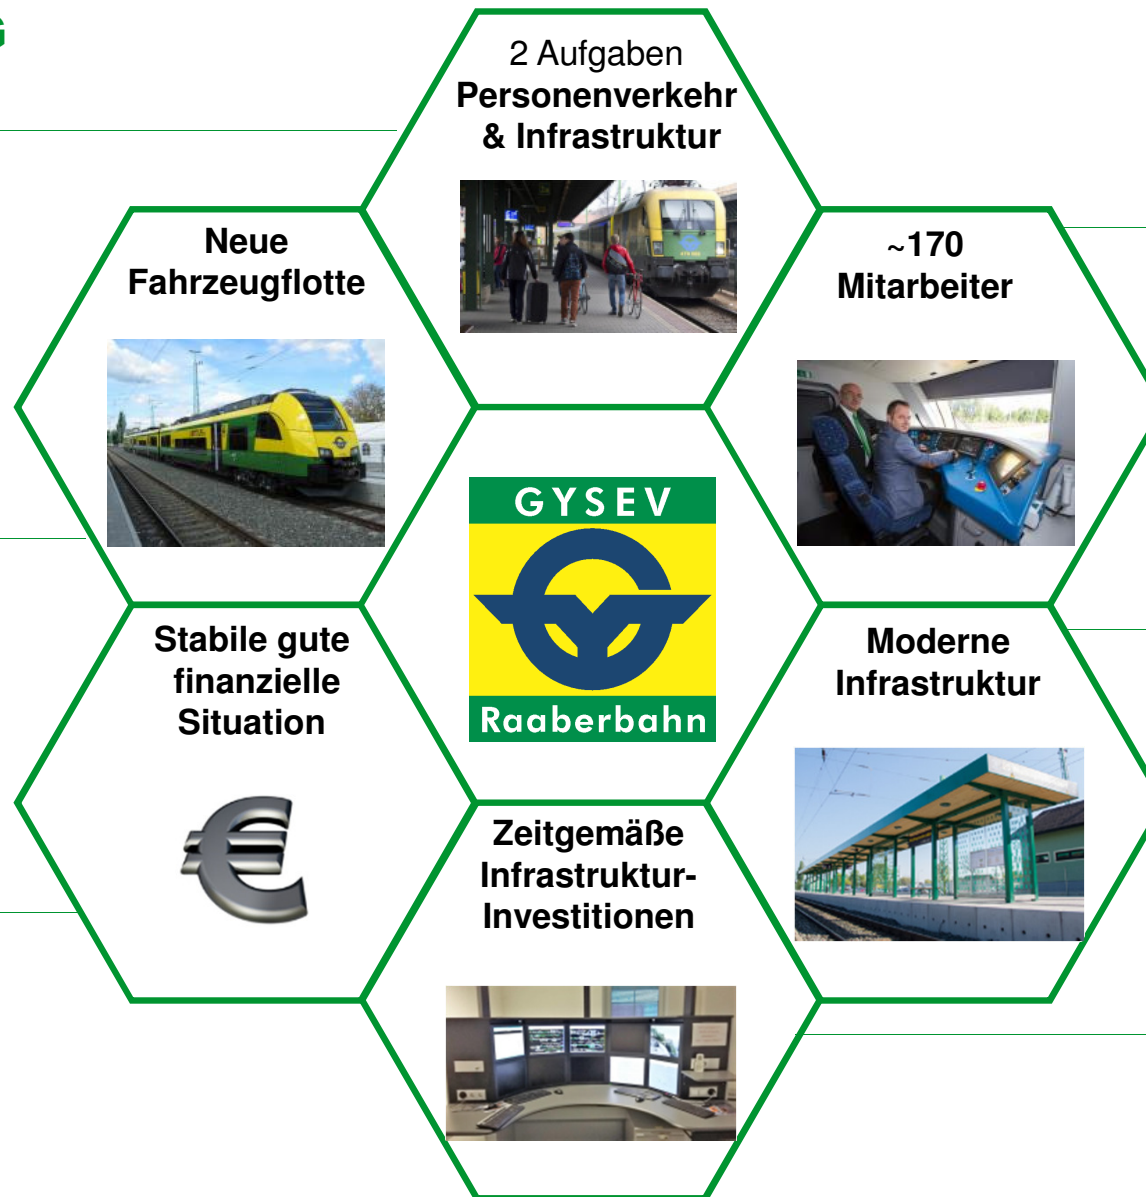 G
2 Aufgaben
Personenverkehr
& Infrastruktur
Neue
Fahrzeugflotte
~170
Mitarbeiter
GYSEV
Raaberbahn
Stabile gute
finanzielle
Situation
Moderne
Infrastruktur
Zeitgemäße
Infrastruktur-
Investitionen